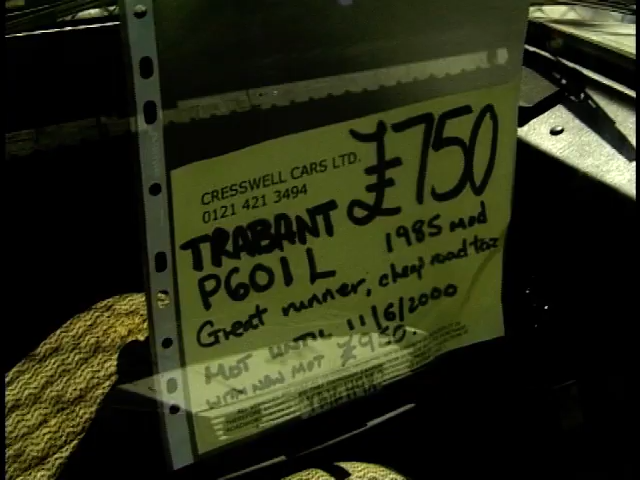 CRESSWELL CARS LTD.
0121 421 3494
£750
TRABANT
P601L 1985 mod
Great runner, cheap road tax
MOT UNTIL 11/6/2000
WITH NEW MOT £950.